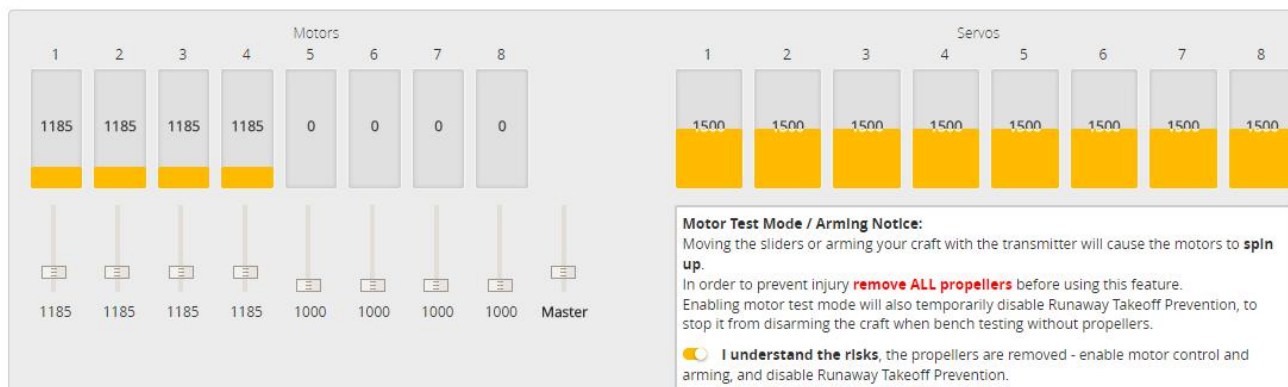 Motors
1 2 3 4 5 6 7 8
1185 1185 1185 1185 0 0 0 0
1185 1185 1185 1185 1000 1000 1000 1000 Master
Servos
1 2 3 4 5 6 7 8
1500 1500 1500 1500 1500 1500 1500 1500
Motor Test Mode / Arming Notice:
Moving the sliders or arming your craft with the transmitter will cause the motors to spin
up.
In order to prevent injury remove ALL propellers before using this feature.
Enabling motor test mode will also temporarily disable Runaway Takeoff Prevention, to
stop it from disarming the craft when bench testing without propellers.
I understand the risks, the propellers are removed - enable motor control and
arming, and disable Runaway Takeoff Prevention.